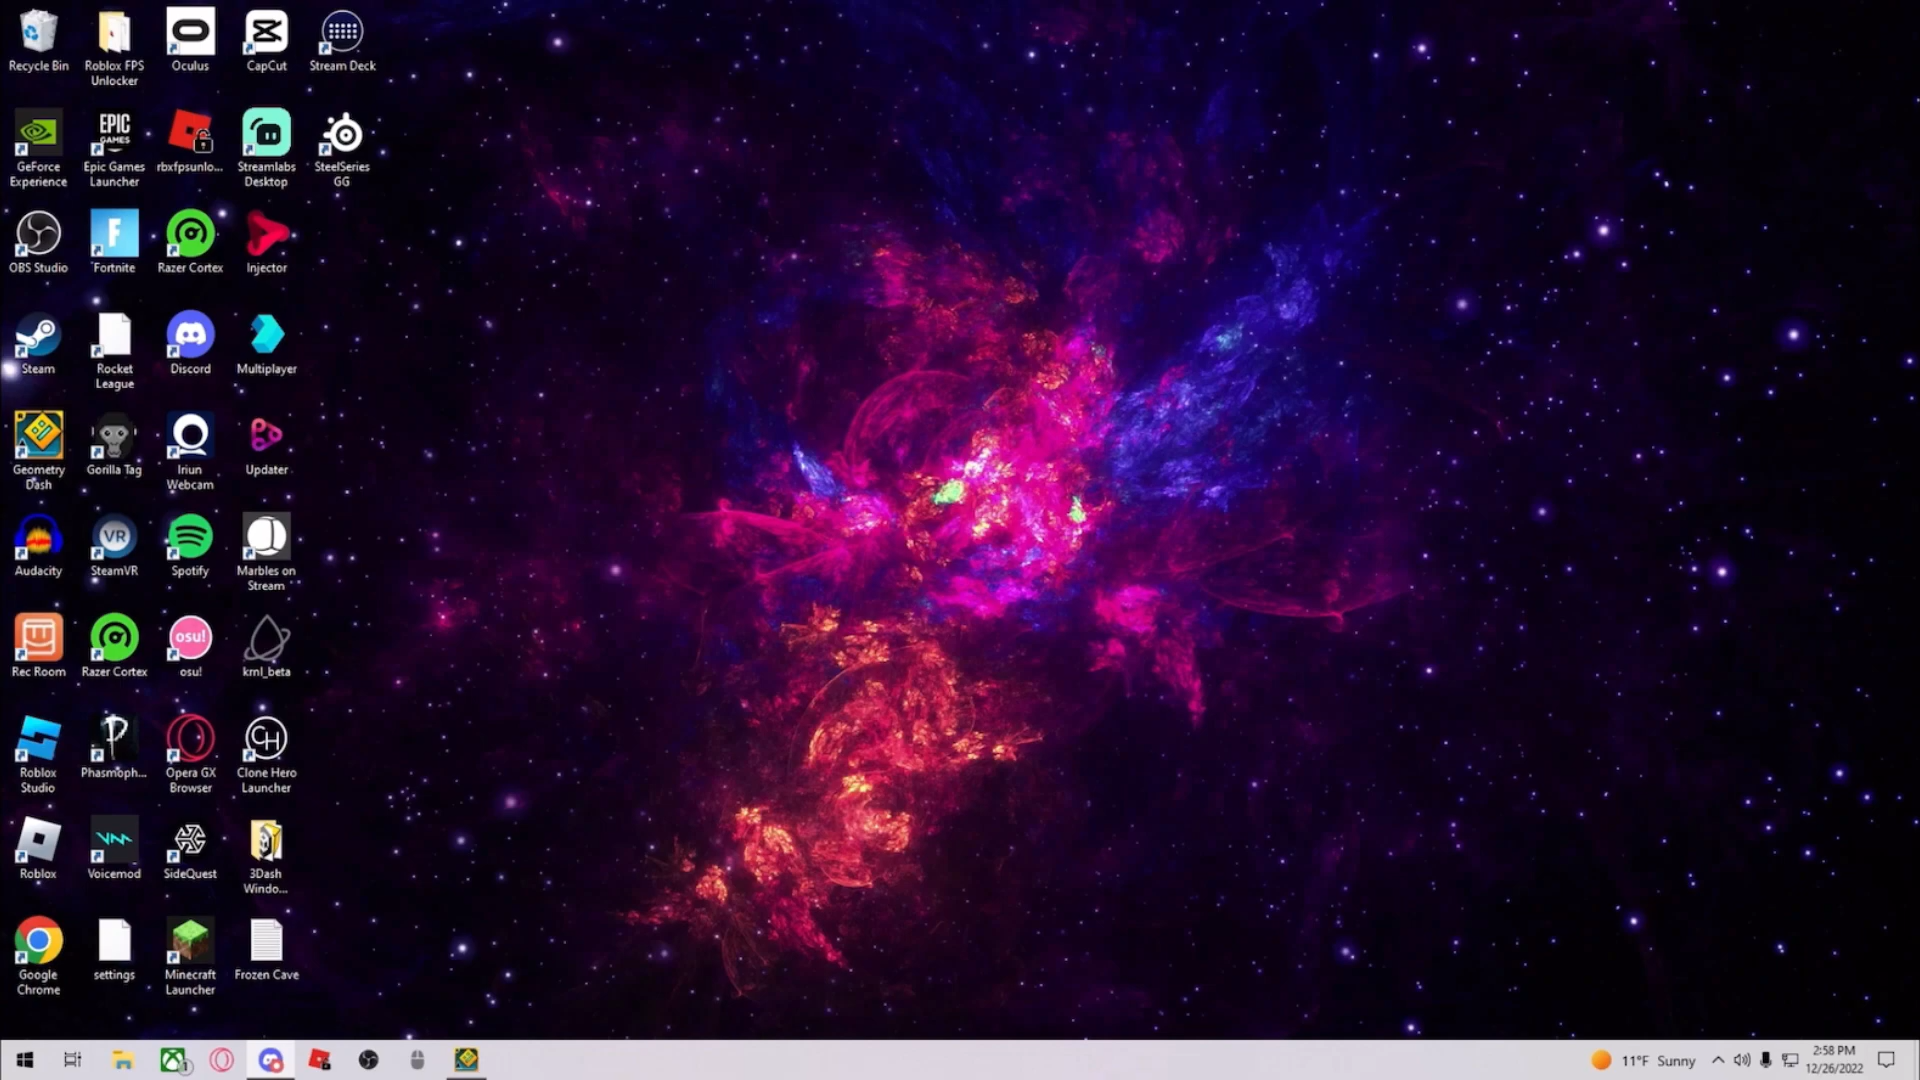 Recycle Bin
Roblox FPS
Unlocker
Oculus
CapCut
Stream Deck
GeForce
Experience
EPIC
GAMES
Epic Games
Launcher
rbxfpsunlo...
Streamlabs
Desktop
SteelSeries
GG
OBS Studio
F
Fortnite
Razer Cortex
Injector
Steam
Rocket
League
Discord
Multiplayer
Geometry
Dash
Gorilla Tag
Iriun
Webcam
Updater
Audacity
VR
SteamVR
Spotify
Marbles on
Stream
Rec Room
Razer Cortex
osu!
osu!
krnl_beta
Roblox
Studio
P
Phasmoph...
Opera GX
Browser
CH
Clone Hero
Launcher
Roblox
Voicemod
SideQuest
3Dash
Windo...
Google
Chrome
settings
Minecraft
Launcher
Frozen Cave
1
11°F Sunny
2:58 PM
12/26/2022